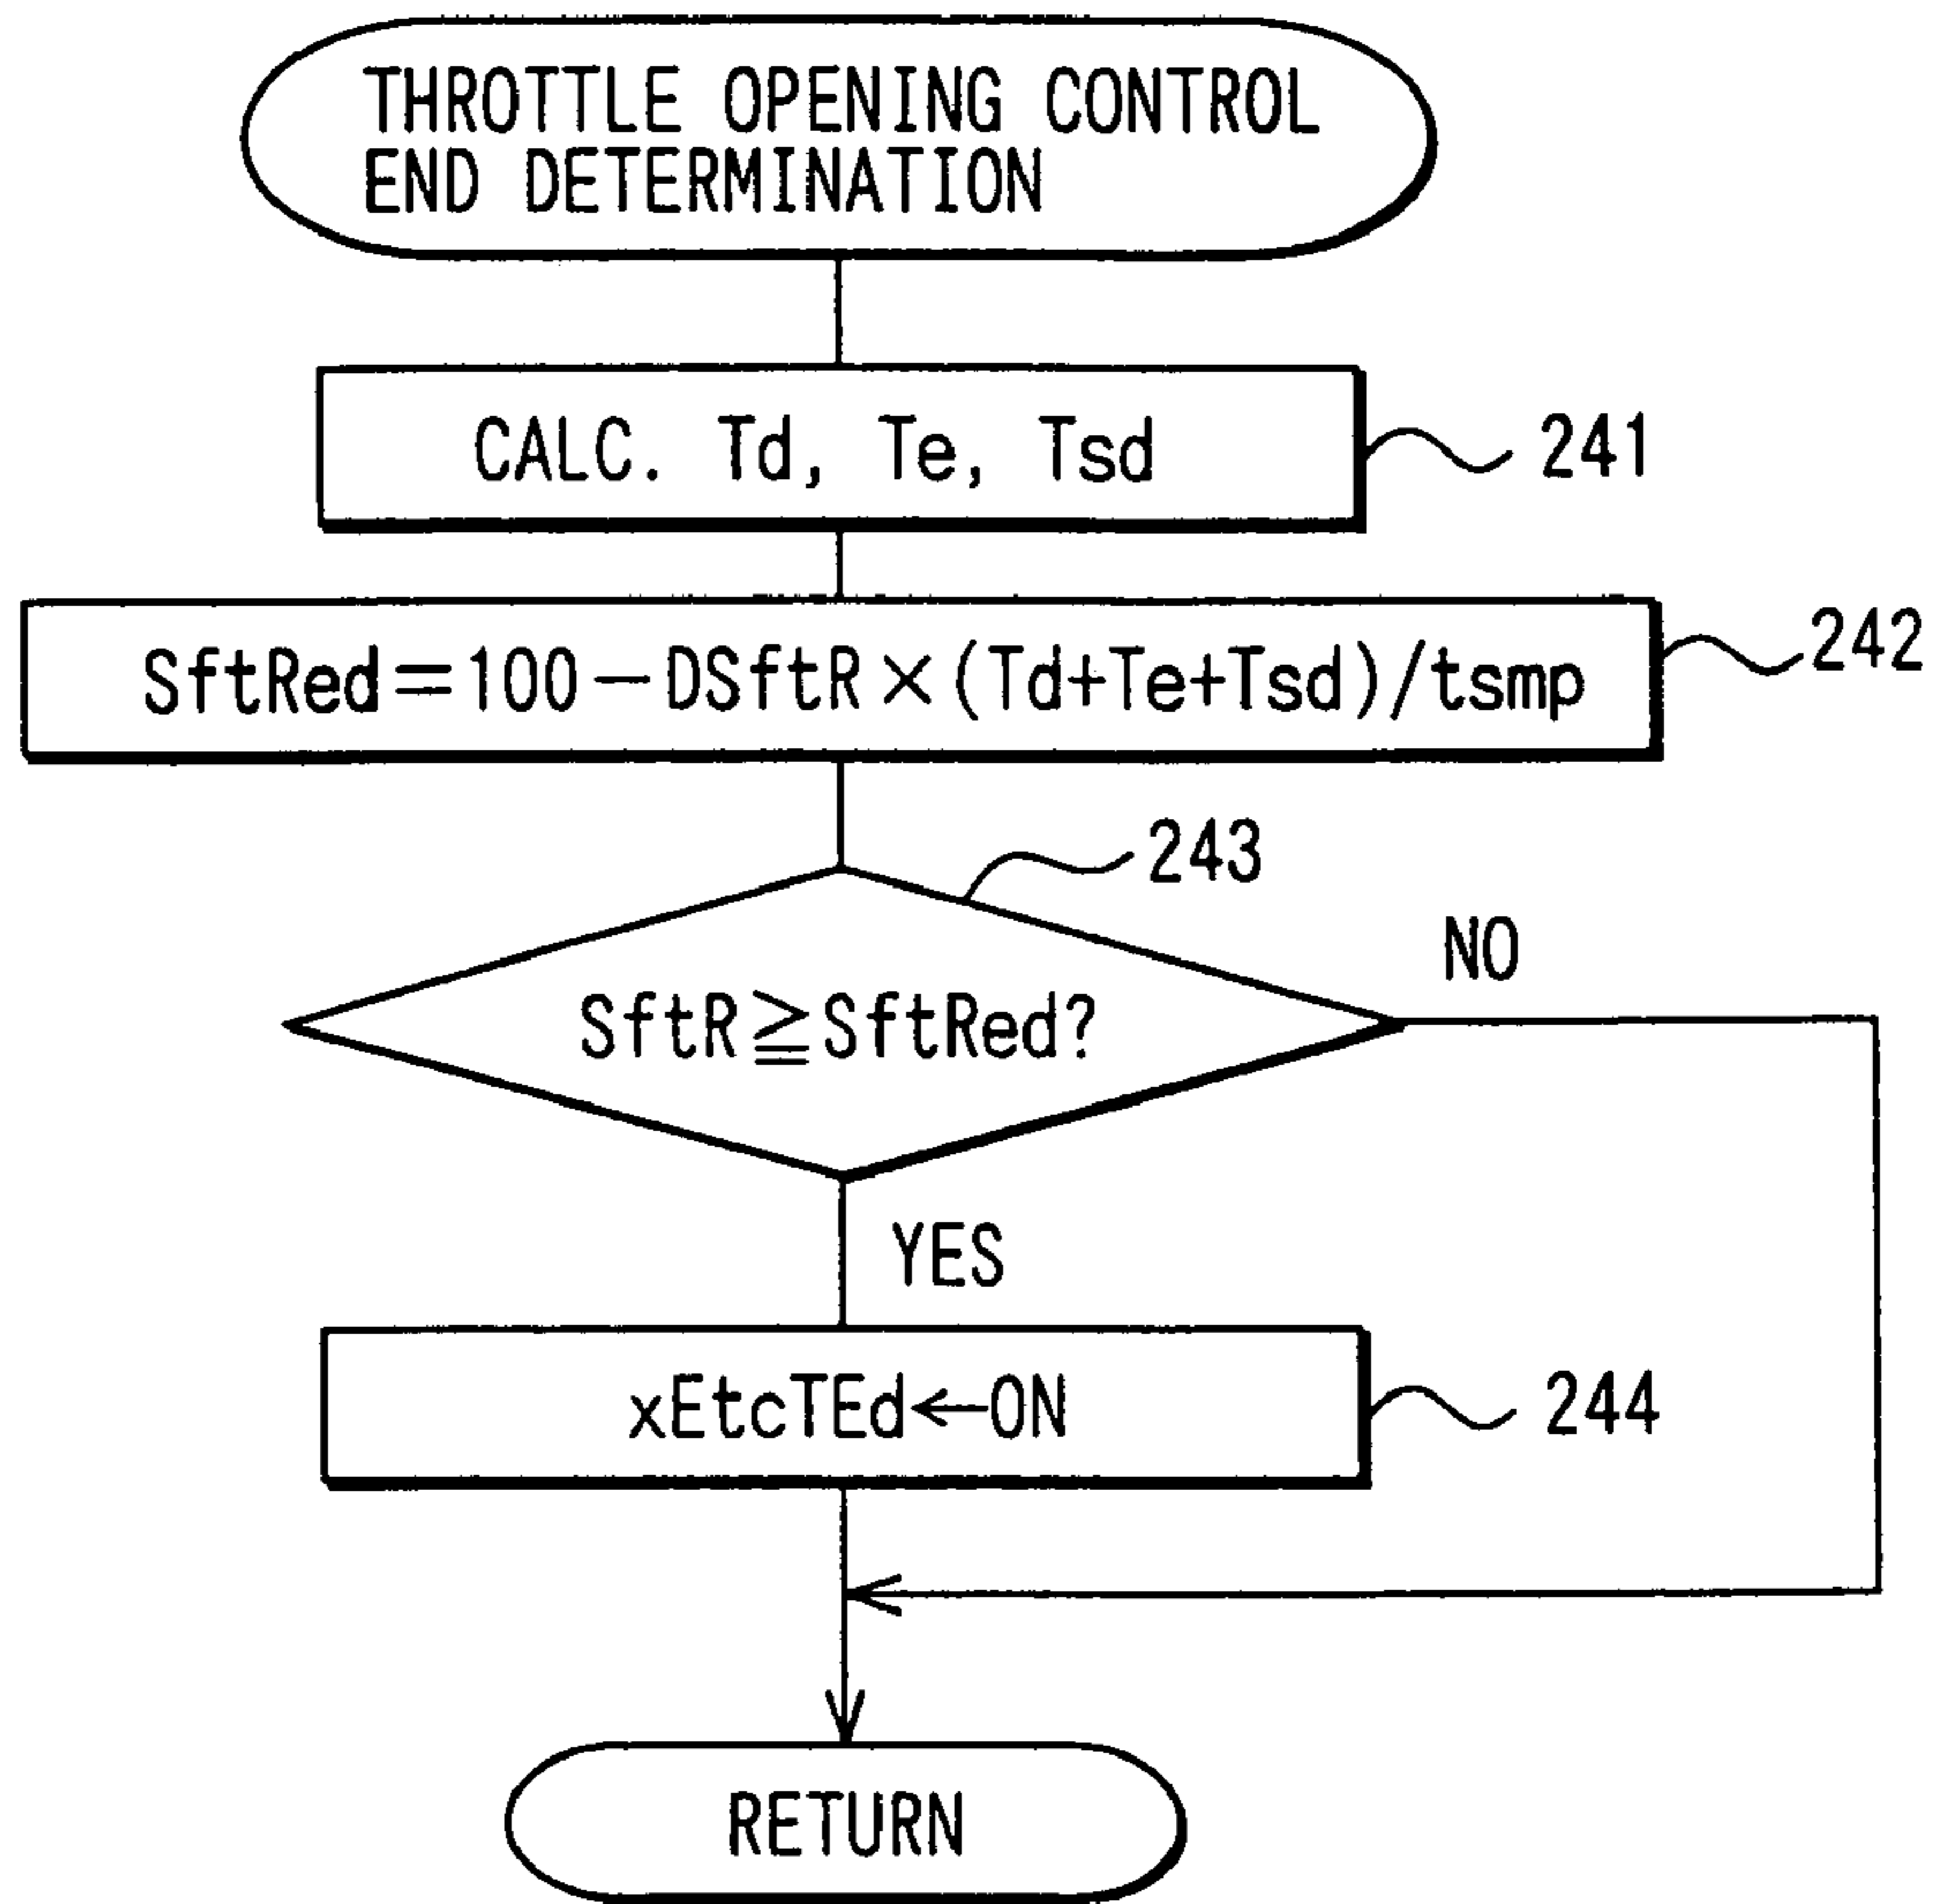 THROTTLE OPENING CONTROL
END DETERMINATION
CALC. Td, Te, Tsd
241
SftRed=100-DSftR×(Td+Te+Tsd)/tsmp
242
243
SftR≧SftRed?
NO
YES
xEtcTEd←ON
244
RETURN